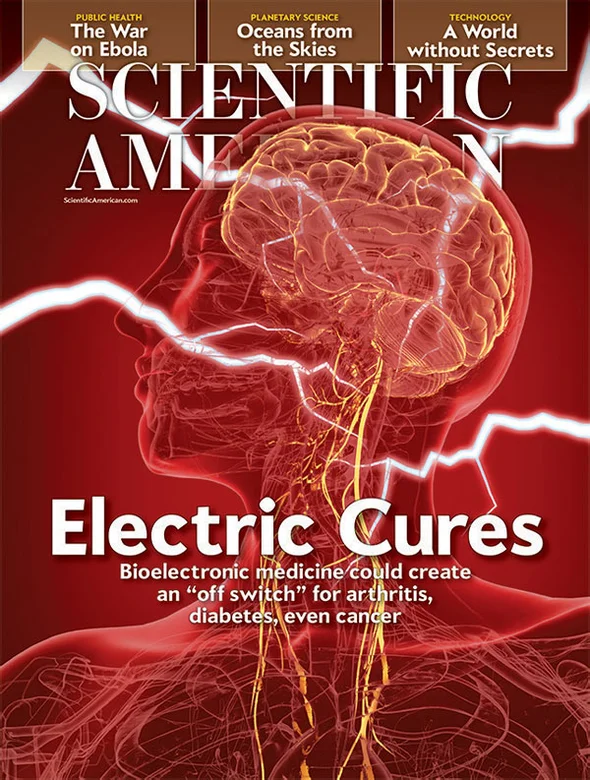 PUBLIC HEALTH
The War
on Ebola
PLANETARY SCIENCE
Oceans from
the Skies
TECHNOLOGY
A World
without Secrets
SCIENTIFIC
AMERICAN
ScientificAmerican.com
Electric Cures
Bioelectronic medicine could create
an “off switch” for arthritis,
diabetes, even cancer